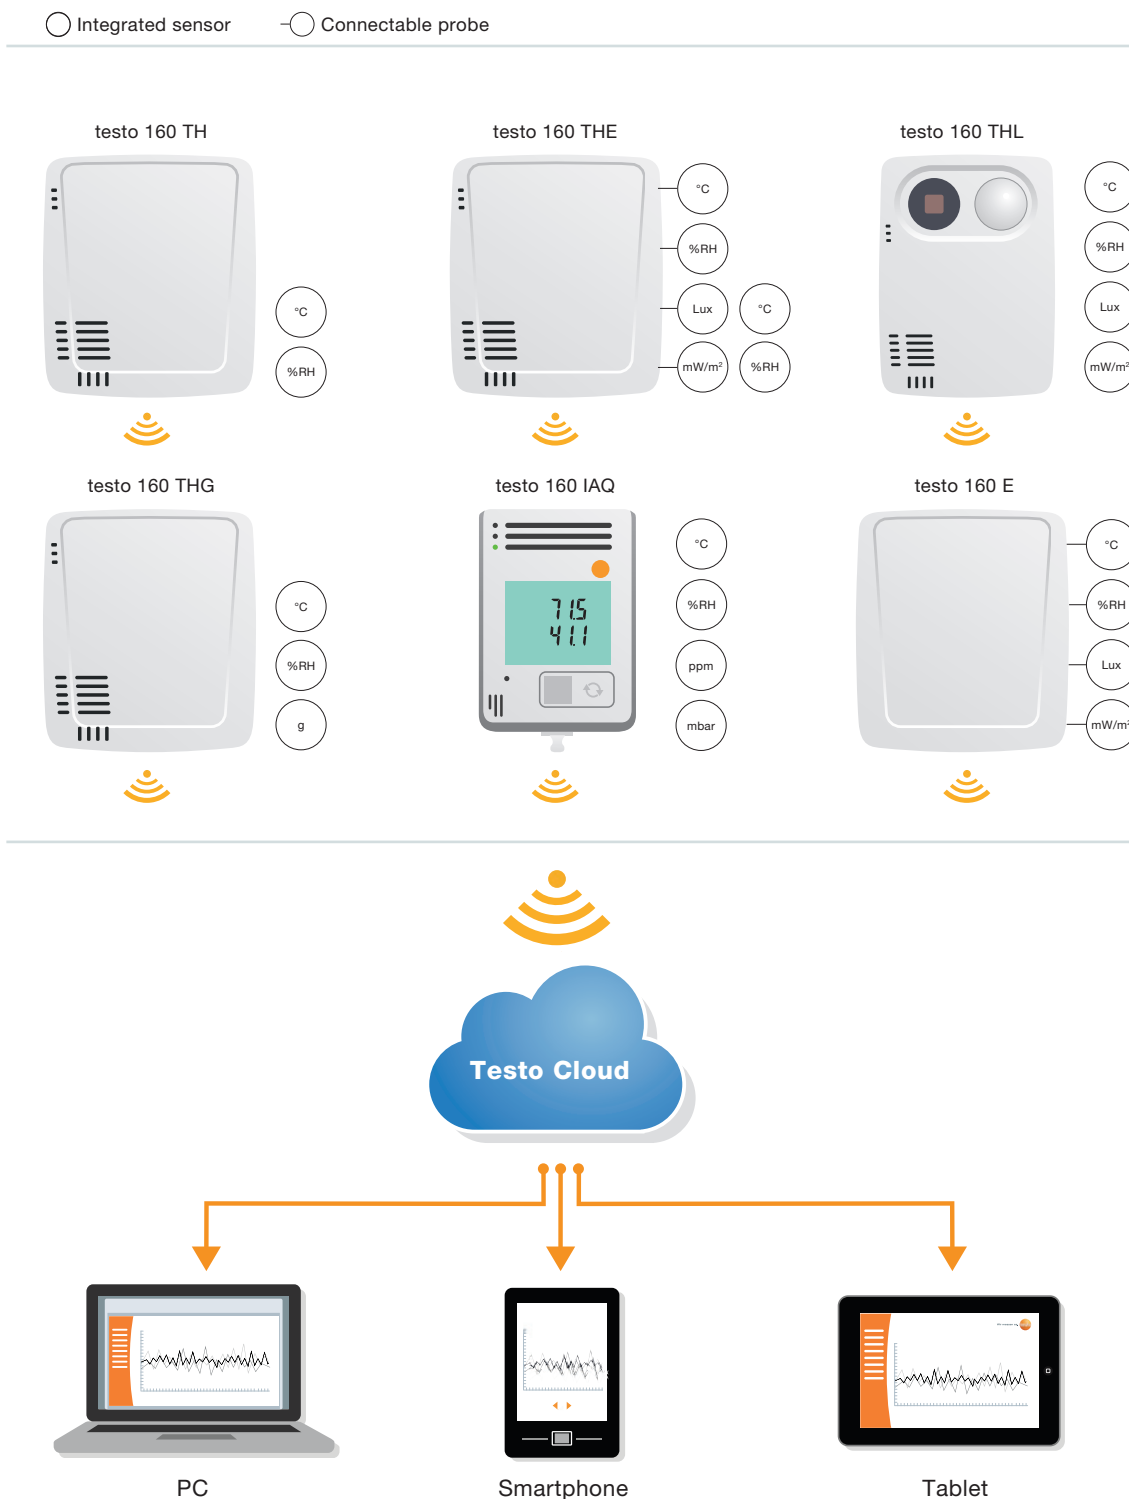 Integrated sensor
Connectable probe
testo 160 TH
testo 160 THE
testo 160 THL
°C
%RH
°C
%RH
Lux
mW/m²
°C
%RH
°C
%RH
Lux
mW/m²
testo 160 THG
testo 160 IAQ
testo 160 E
°C
%RH
g
71.5
41.1
°C
%RH
ppm
mbar
°C
%RH
Lux
mW/m²
Testo Cloud
PC
Smartphone
Tablet